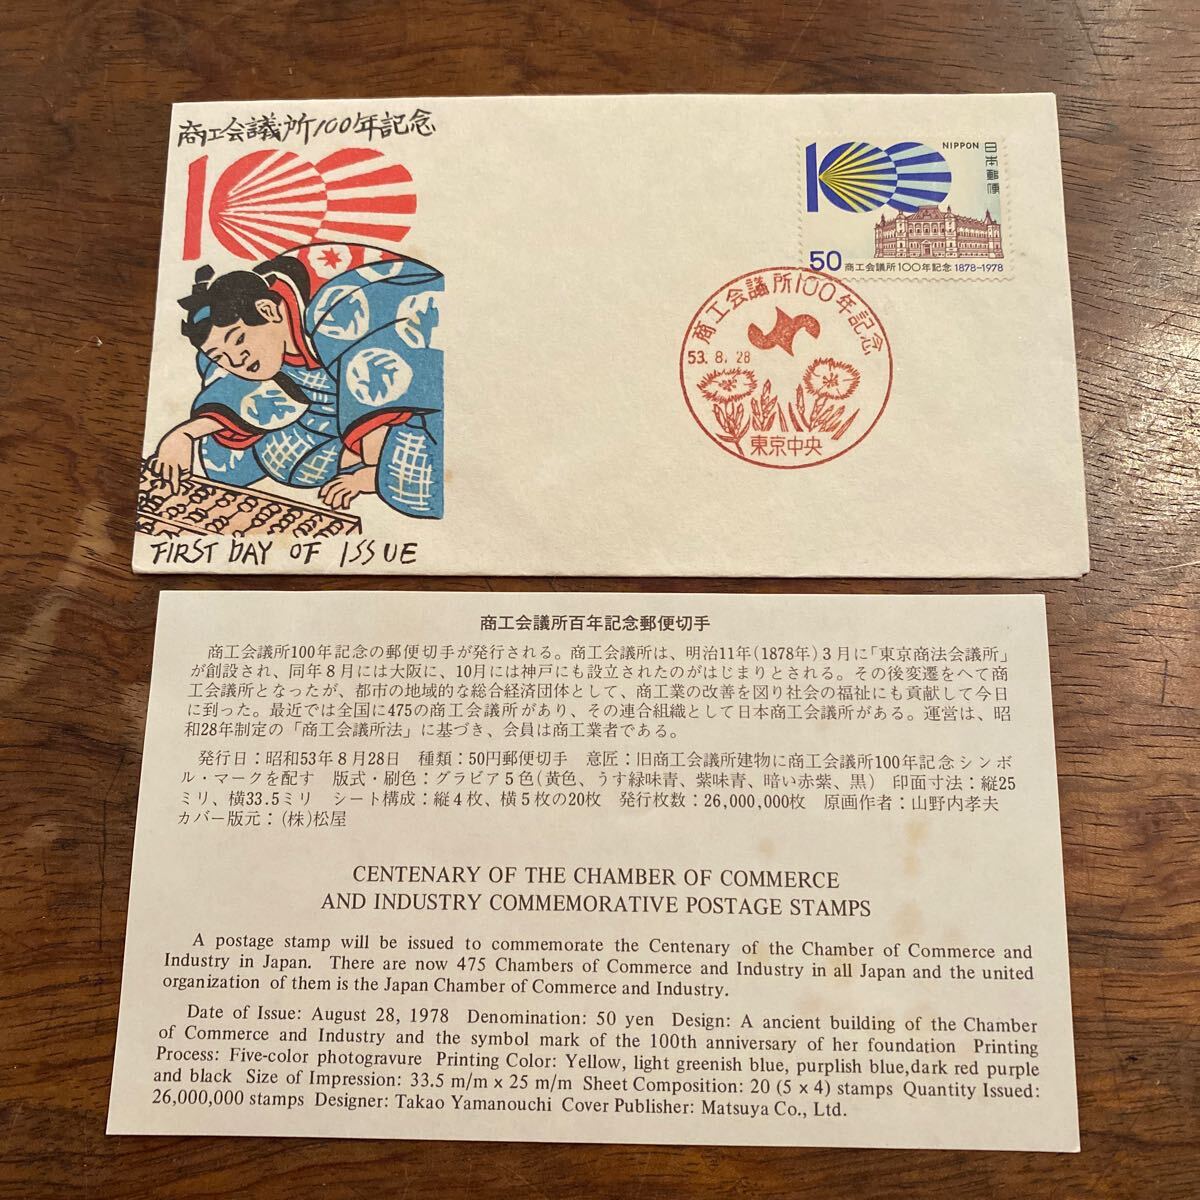 商工会議所100年記念
100
FIRST DAY OF ISSUE
100
NIPPON
日本郵便
50 商工会議所100年記念 1878-1978
商工会議所100年記念
53. 8. 28
東京中央
商工会議所百年記念郵便切手
商工会議所100年記念の郵便切手が発行される。商工会議所は、明治11年(1878年)3月に「東京商法会議所」
が創設され、同年8月には大阪に、10月には神戸にも設立されたのがはじまりとされる。その後変遷をへて商
工会議所となったが、都市の地域的な総合経済団体として、商工業の改善を図り社会の福祉にも貢献して今日
に到った。最近では全国に475の商工会議所があり、その連合組織として日本商工会議所がある。運営は、昭
和28年制定の「商工会議所法」に基づき、会員は商工業者である。
発行日:昭和53年8月28日 種類:50円郵便切手 意匠:旧商工会議所建物に商工会議所100年記念シンボ
ル・マークを配す 版式・刷色:グラビア5色(黄色、うす緑味青、紫味青、暗い赤紫、黒) 印面寸法:縦25
ミリ、横33.5ミリ シート構成:縦4枚、横5枚の20枚 発行枚数:26,000,000枚 原画作者:山野内孝夫
カバー版元:(株)松屋
CENTENARY OF THE CHAMBER OF COMMERCE
AND INDUSTRY COMMEMORATIVE POSTAGE STAMPS
A postage stamp will be issued to commemorate the Centenary of the Chamber of Commerce and
Industry in Japan. There are now 475 Chambers of Commerce and Industry in all Japan and the united
organization of them is the Japan Chamber of Commerce and Industry.
Date of Issue: August 28, 1978 Denomination: 50 yen Design: A ancient building of the Chamber
of Commerce and Industry and the symbol mark of the 100th anniversary of her foundation Printing
Process: Five-color photogravure Printing Color: Yellow, light greenish blue, purplish blue,dark red purple
and black Size of Impression: 33.5 m/m x 25 m/m Sheet Composition: 20 (5 x 4) stamps Quantity Issued:
26,000,000 stamps Designer: Takao Yamanouchi Cover Publisher: Matsuya Co., Ltd.